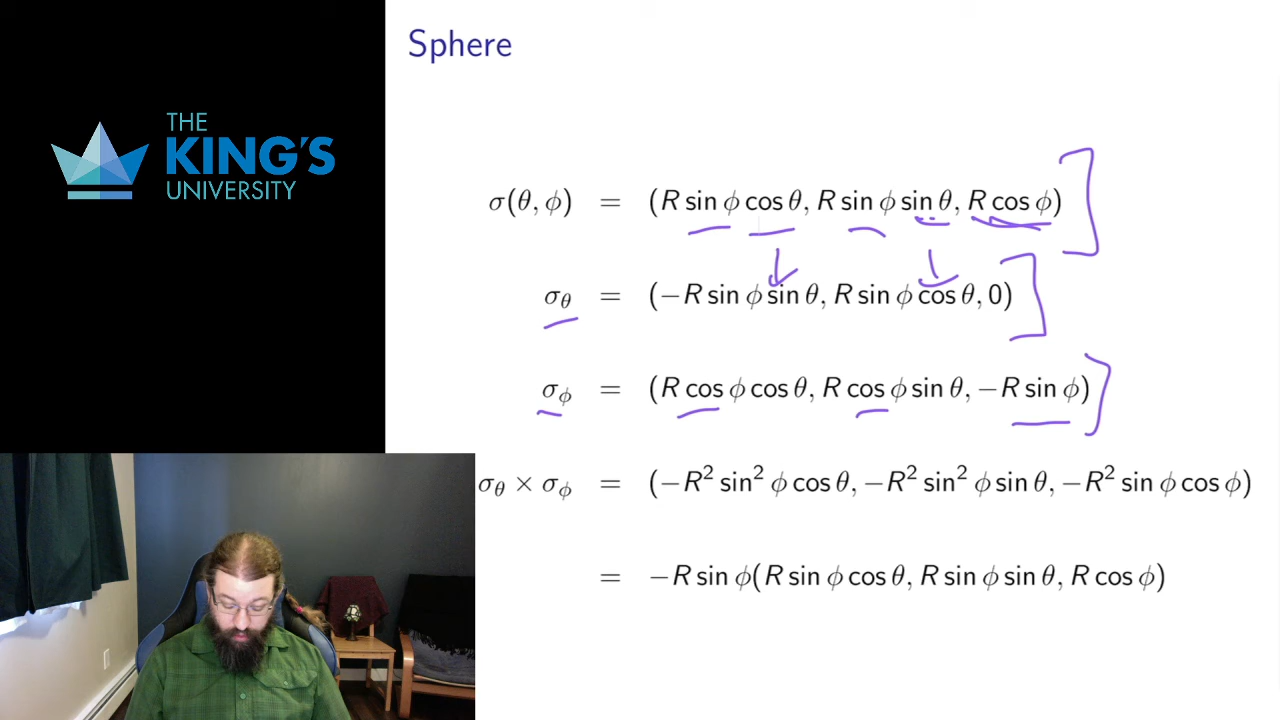 THE
KING'S
UNIVERSITY
Sphere
σ(θ, ϕ) = (R sin ϕ cos θ, R sin ϕ sin θ, R cos ϕ)
σ_θ = (−R sin ϕ sin θ, R sin ϕ cos θ, 0)
σ_ϕ = (R cos ϕ cos θ, R cos ϕ sin θ, −R sin ϕ)
σ_θ × σ_ϕ = (−R² sin² ϕ cos θ, −R² sin² ϕ sin θ, −R² sin ϕ cos ϕ)
= −R sin ϕ(R sin ϕ cos θ, R sin ϕ sin θ, R cos ϕ)